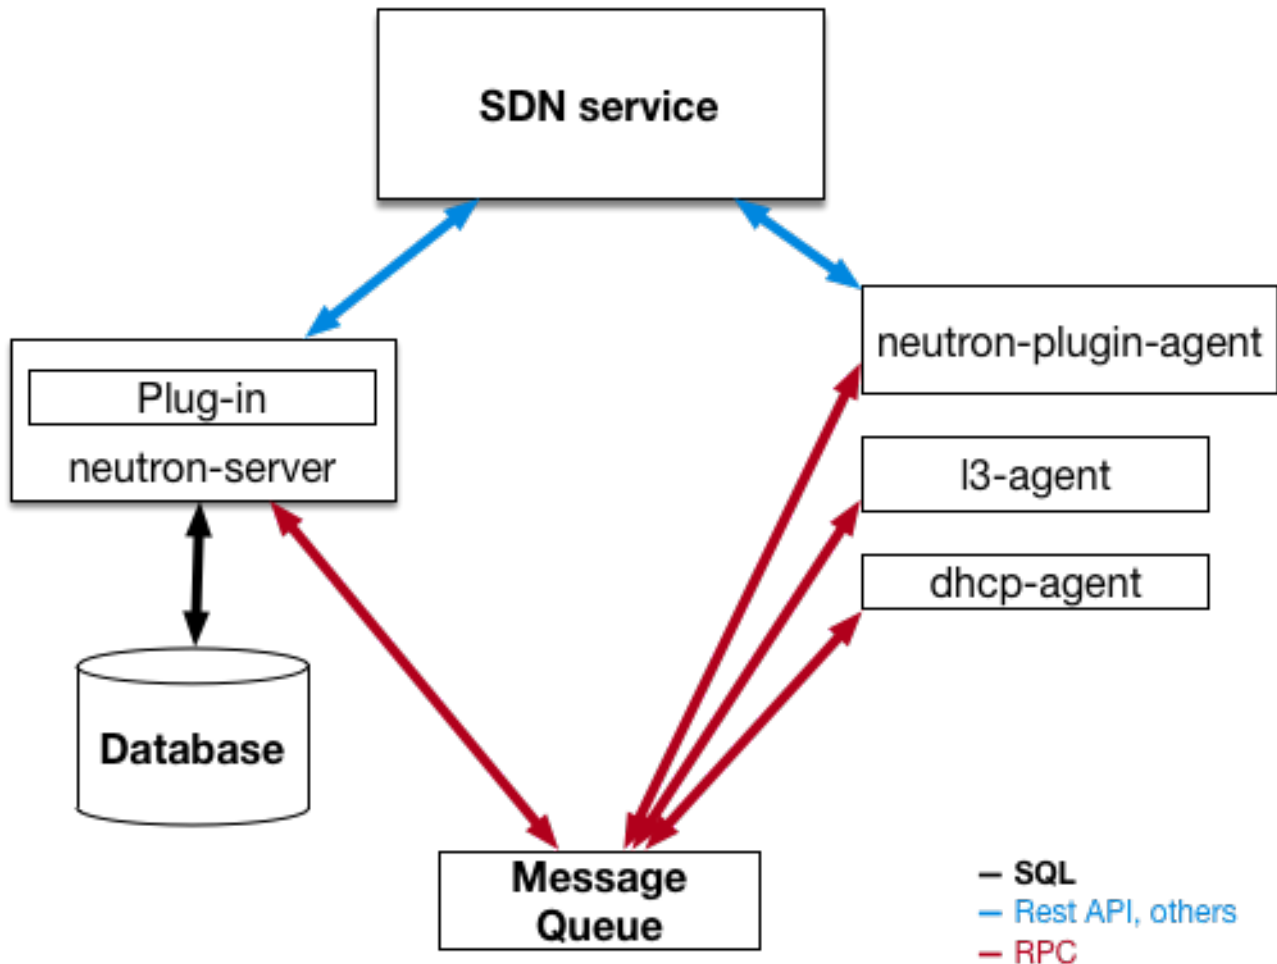 SDN service
neutron-plugin-agent
Plug-in
neutron-server
l3-agent
dhcp-agent
Database
Message
Queue
SQL
Rest API, others
RPC